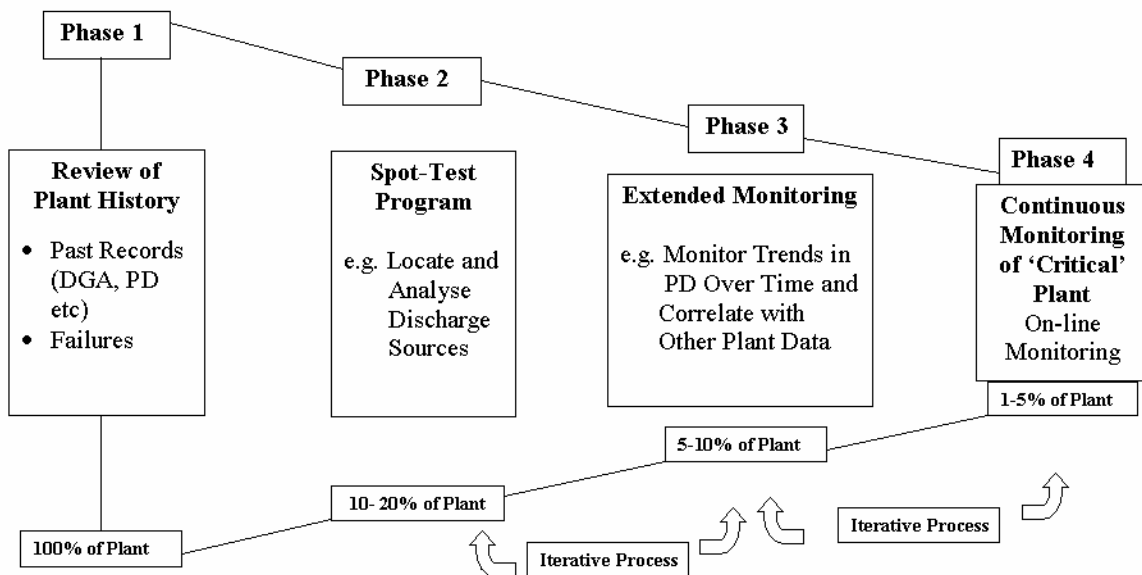 Phase 1
Phase 2
Phase 3
Phase 4
Review of
Plant History
• Past Records
(DGA, PD
etc)
• Failures
Spot-Test
Program
e.g. Locate and
Analyse
Discharge
Sources
Extended Monitoring
e.g. Monitor Trends in
PD Over Time and
Correlate with
Other Plant Data
Continuous
Monitoring
of ‘Critical’
Plant
On-line
Monitoring
1-5% of Plant
5-10% of Plant
10- 20% of Plant
100% of Plant
Iterative Process
Iterative Process